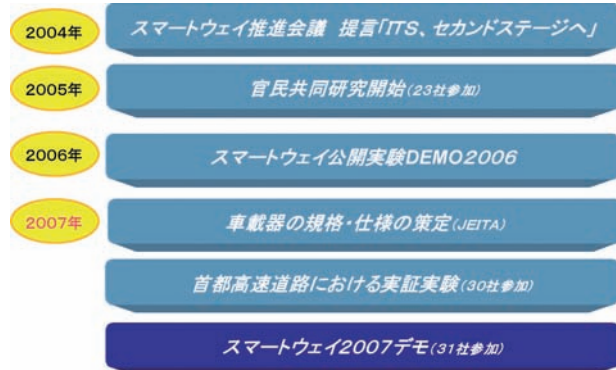 2004年 スマートウェイ推進会議 提言「ITS、セカンドステージへ」
2005年 官民共同研究開始(23社参加)
2006年 スマートウェイ公開実験DEMO2006
2007年 車載器の規格・仕様の策定(JEITA)
首都高速道路における実証実験(30社参加)
スマートウェイ2007デモ(31社参加)